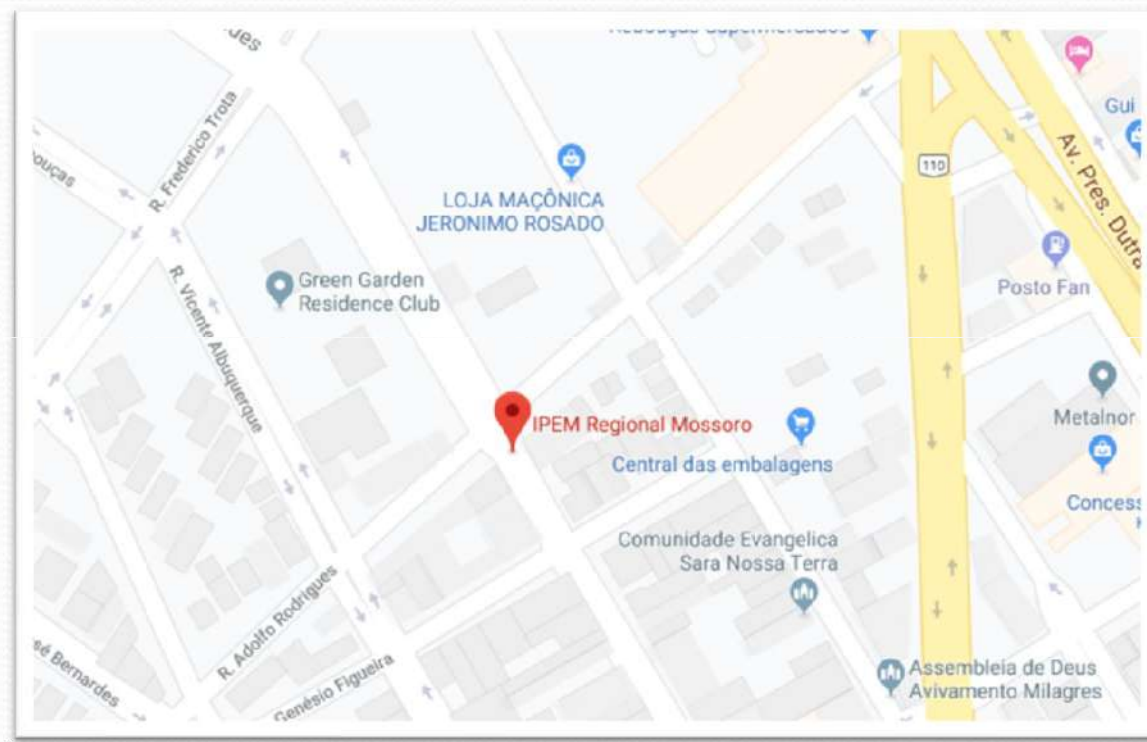 R. Frederico Trota
LOJA MAÇÔNICA
JERONIMO ROSADO
110
Gui
Av. Pres. Dutra
Green Garden
Residence Club
R. Vicente Albuquerque
Posto Fan
IPEM Regional Mossoro
Central das embalagens
Metalnor
Concess
Comunidade Evangelica
Sara Nossa Terra
R. Adolfo Rodrigues
sé Bernardes
Genésio Figueira
Assembleia de Deus
Avivamento Milagres